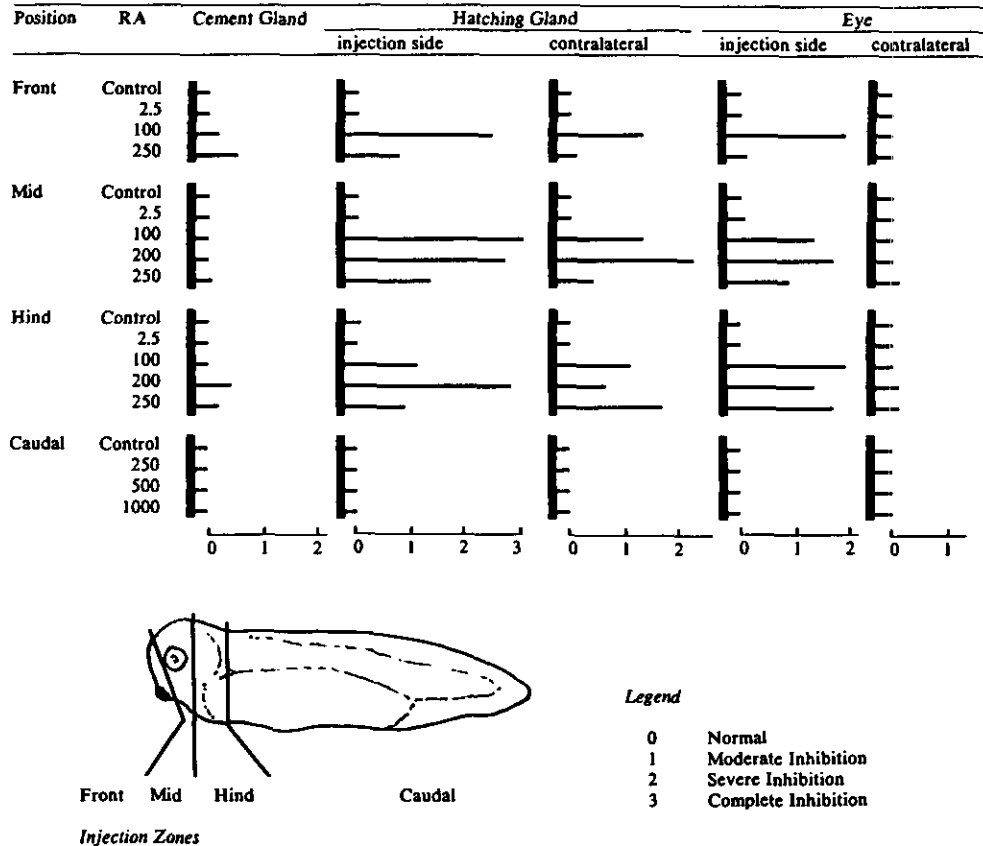 Position RA Cement Gland Hatching Gland Eye
injection side contralateral injection side contralateral
Front Control
2.5
100
250
Mid Control
2.5
100
200
250
Hind Control
2.5
100
200
250
Caudal Control
250
500
1000
0 1 2 0 1 2 3 0 1 2 0 1 2 0 1
Legend
0 Normal
1 Moderate Inhibition
2 Severe Inhibition
3 Complete Inhibition
Front Mid Hind Caudal
Injection Zones